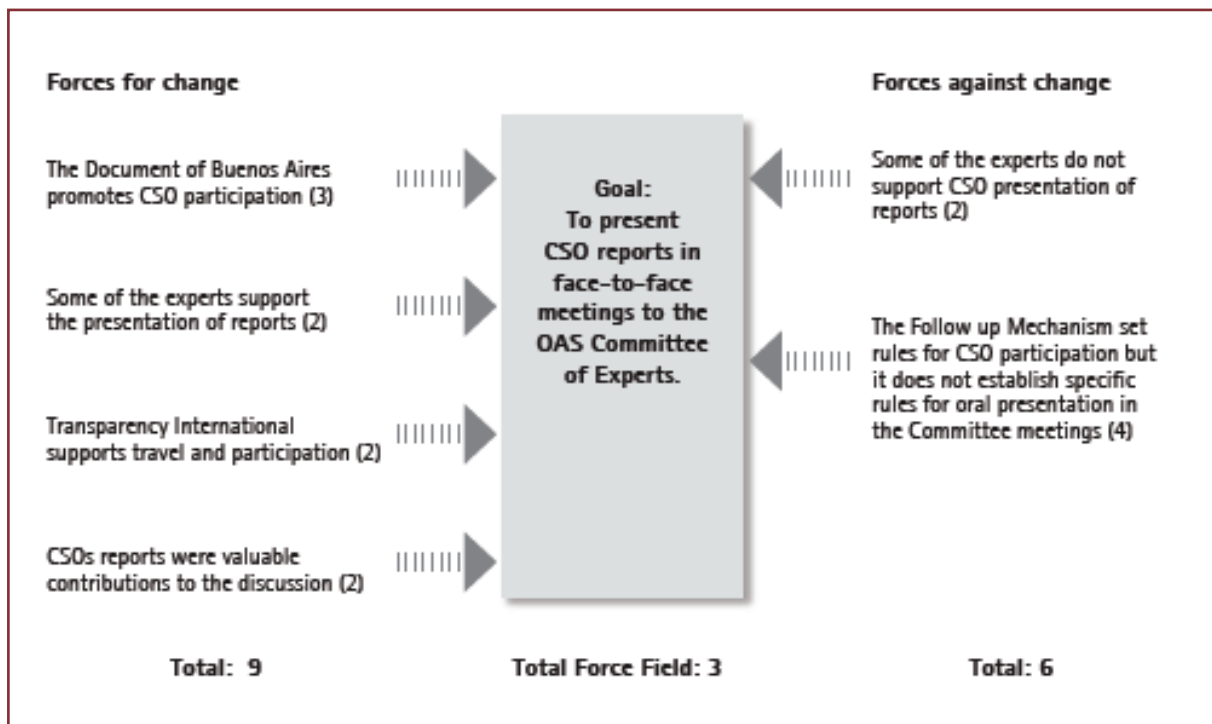 Forces for change
The Document of Buenos Aires
promotes CSO participation (3)
Some of the experts support
the presentation of reports (2)
Transparency International
supports travel and participation (2)
CSOs reports were valuable
contributions to the discussion (2)
Total: 9
Goal:
To present
CSO reports in
face-to-face
meetings to the
OAS Committee
of Experts.
Total Force Field: 3
Forces against change
Some of the experts do not
support CSO presentation of
reports (2)
The Follow up Mechanism set
rules for CSO participation but
it does not establish specific
rules for oral presentation in
the Committee meetings (4)
Total: 6